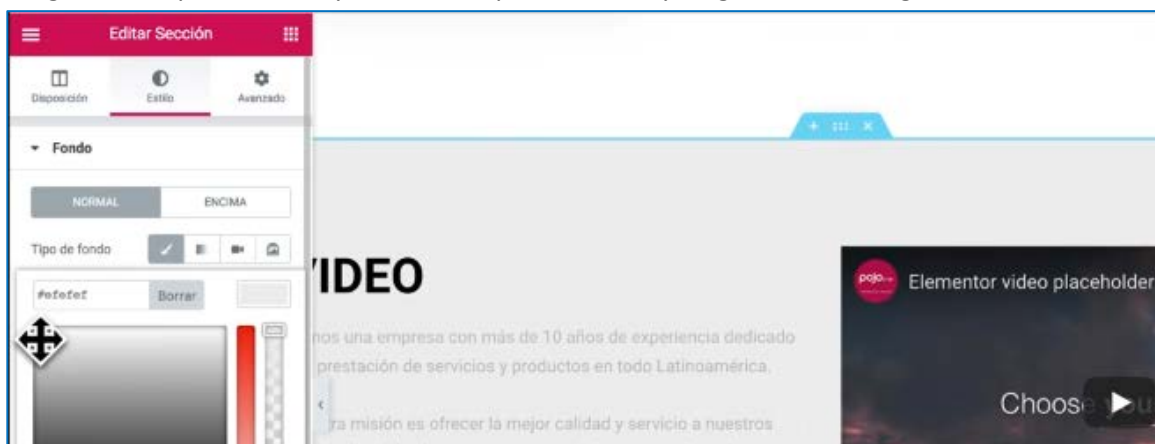 Editar Sección
Disposición Estilo Avanzado
Fondo
NORMAL ENCIMA
Tipo de fondo
#efefef Borrar
VIDEO
nos una empresa con más de 10 años de experiencia dedicado
prestación de servicios y productos en todo Latinoamérica.
ra misión es ofrecer la mejor calidad y servicio a nuestros
pojo
Elementor video placeholder
Choose